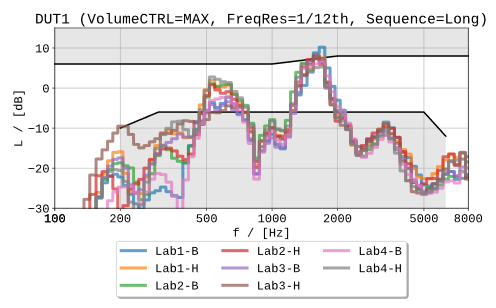 DUT1 (VolumeCTRL=MAX, FreqRes=1/12th, Sequence=Long)
L / [dB]
10
0
−10
−20
−30
100 200 500 1000 2000 5000 8000
f / [Hz]
Lab1-B Lab2-H Lab4-B
Lab1-H Lab3-B Lab4-H
Lab2-B Lab3-H